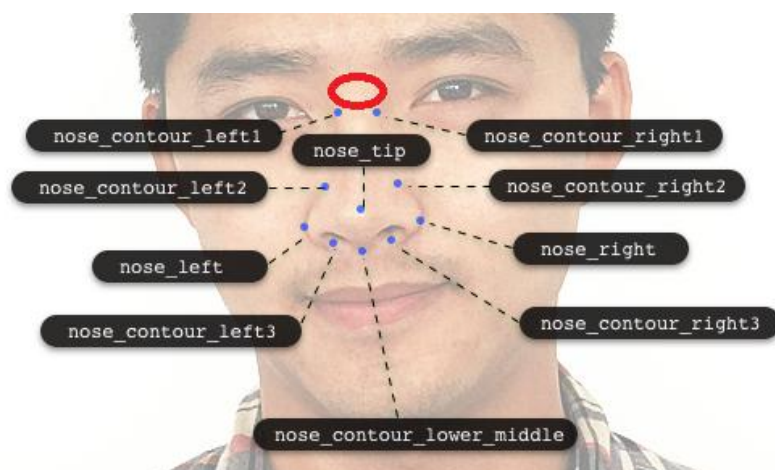 nose_contour_left1
nose_contour_right1
nose_tip
nose_contour_left2
nose_contour_right2
nose_left
nose_right
nose_contour_left3
nose_contour_right3
nose_contour_lower_middle